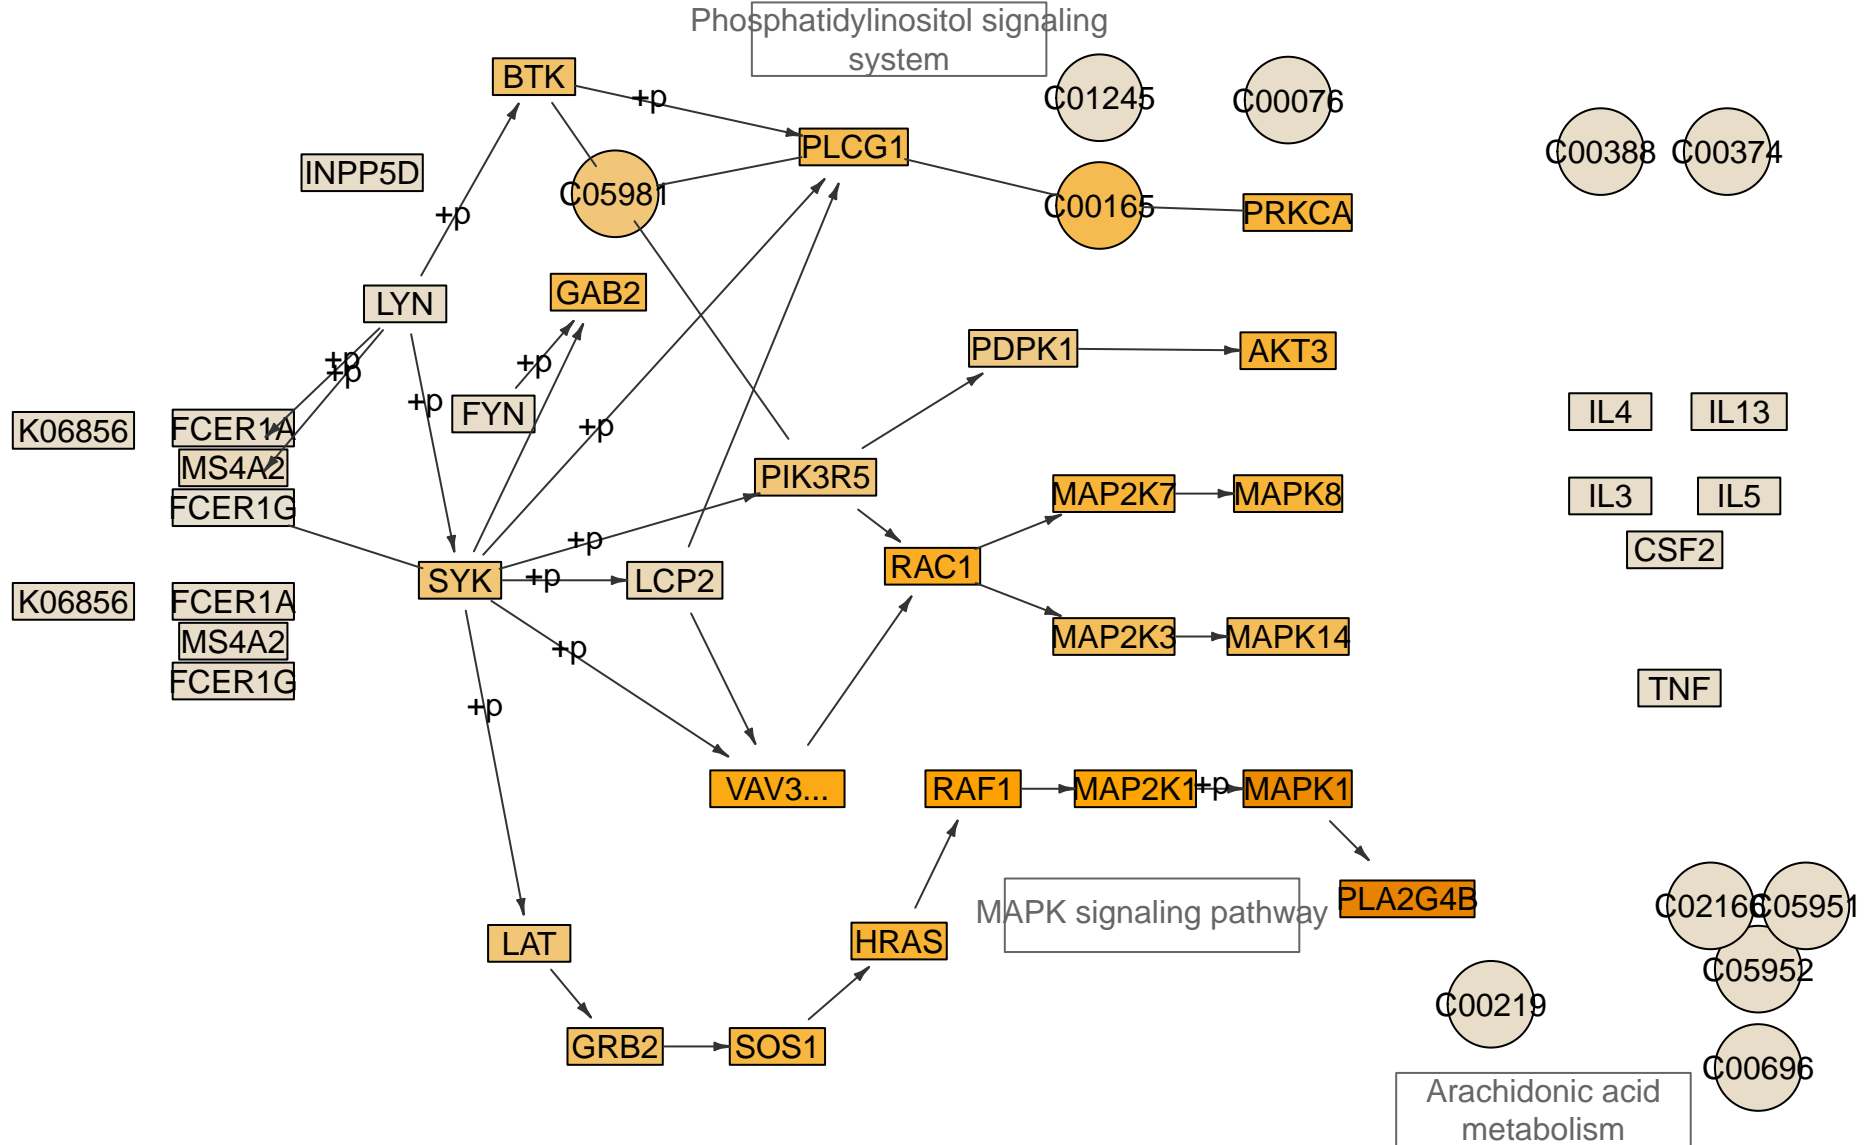 Phosphatidylinositol signaling
system
BTK
+p
C01245
C00076
PLCG1
C00388
C00374
INPP5D
C05981
+p
C00165
PRKCA
LYN
GAB2
+p
+p
+p
PDPK1
AKT3
+p
FYN
+p
K06856
FCER1A
MS4A2
FCER1G
PIK3R5
MAP2K7
MAPK8
IL4
IL13
IL3
IL5
CSF2
+p
SYK
+p
LCP2
RAC1
K06856
FCER1A
MS4A2
FCER1G
+p
MAP2K3
MAPK14
TNF
+p
VAV3...
RAF1
MAP2K1
+p
MAPK1
MAPK signaling pathway
PLA2G4B
C02166
C05951
C05952
LAT
HRAS
C00219
GRB2
SOS1
C00696
Arachidonic acid
metabolism